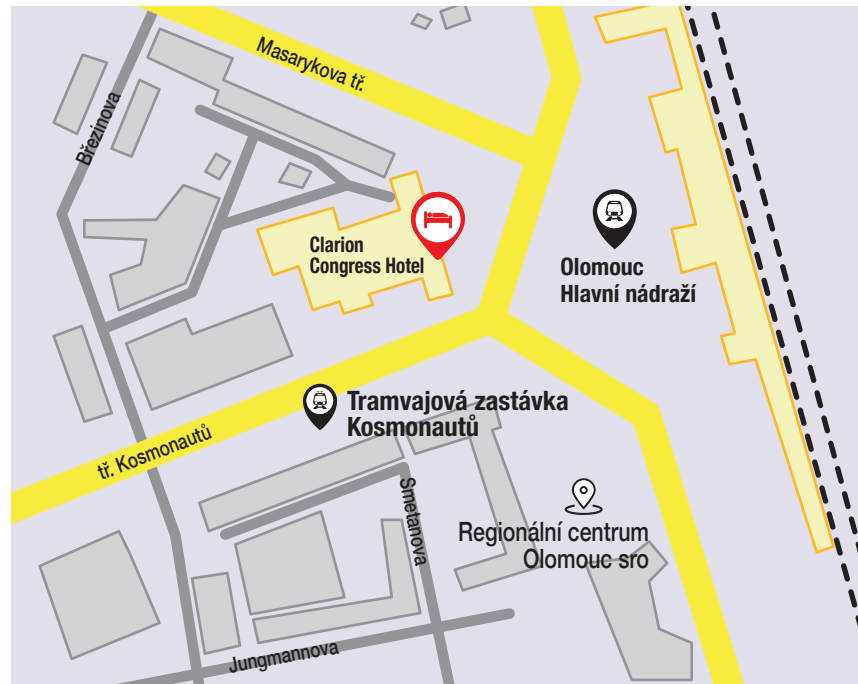 Masarykova tř.
Březinova
Clarion
Congress Hotel
Olomouc
Hlavní nádraží
Tramvajová zastávka
Kosmonautů
tř. Kosmonautů
Smetanova
Regionální centrum
Olomouc sro
Jungmannova